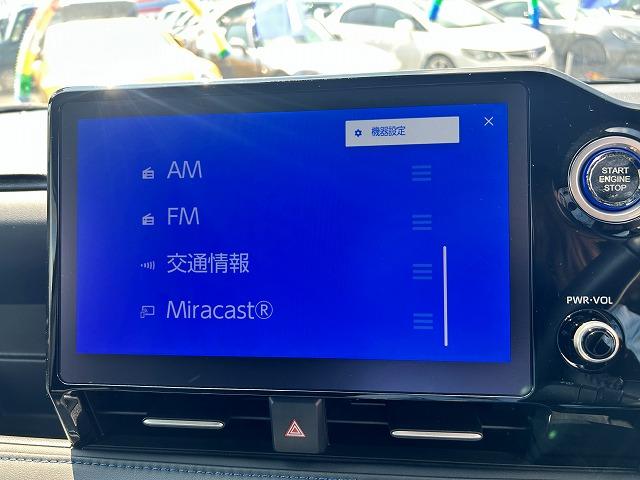 機器設定
AM
FM
交通情報
Miracast®
START
ENGINE
STOP
PWR·VOL